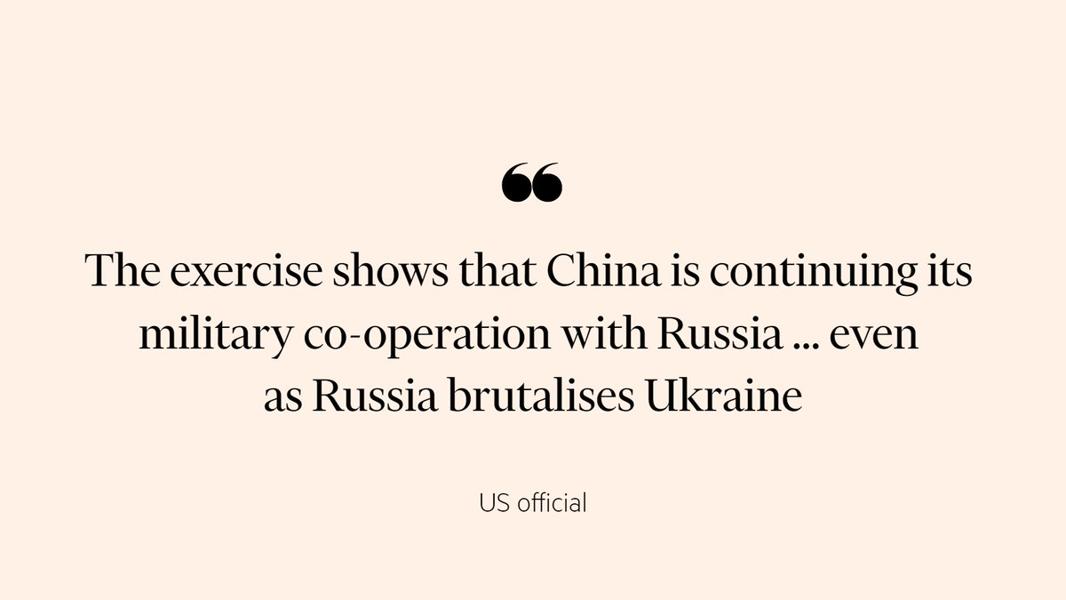 “
The exercise shows that China is continuing its
military co-operation with Russia ... even
as Russia brutalises Ukraine
US official